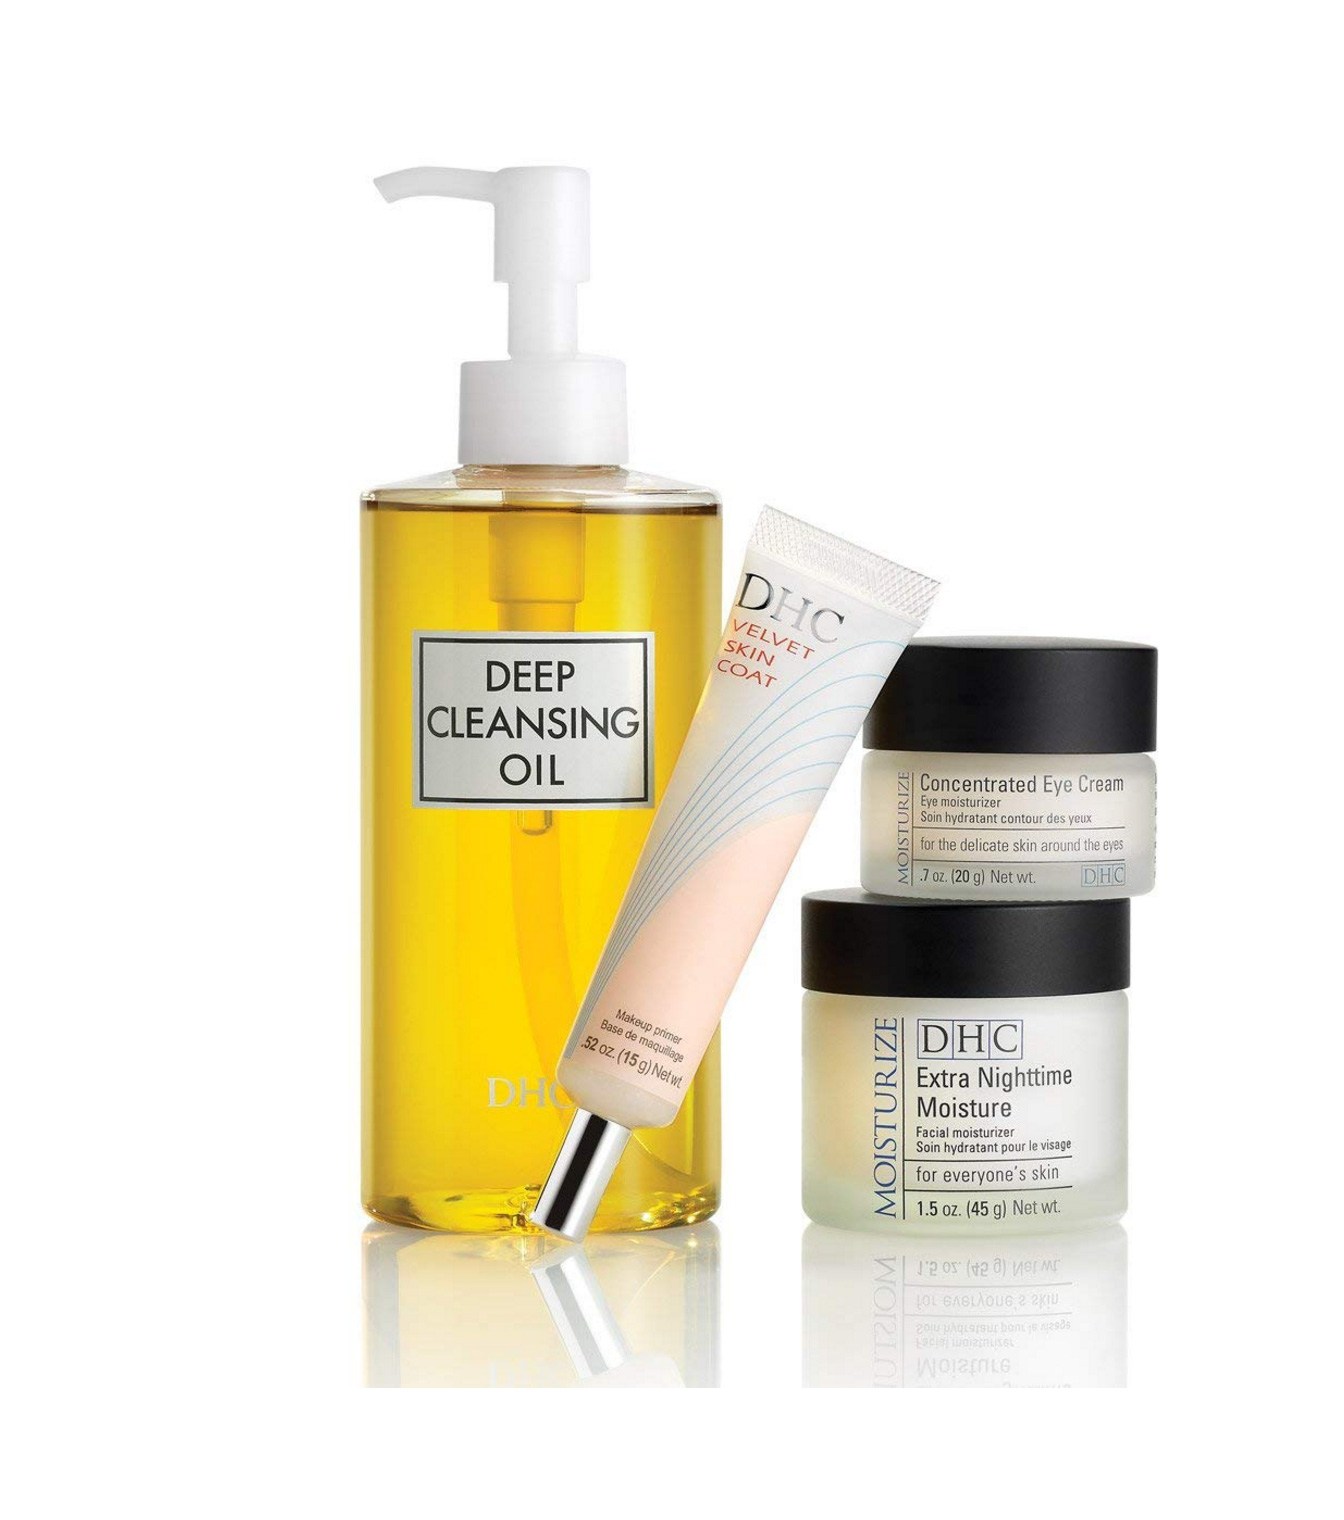 DEEP
CLEANSING
OIL
DHC
DHC
VELVET
SKIN
COAT
Makeup primer
Base de maquillage
.52 oz. (15 g) Net wt.
MOISTURIZE
Concentrated Eye Cream
Eye moisturizer
Soin hydratant contour des yeux
for the delicate skin around the eyes
.7 oz. (20 g) Net wt.
DHC
MOISTURIZE
DHC
Extra Nighttime
Moisture
Facial moisturizer
Soin hydratant pour le visage
for everyone's skin
1.5 oz. (45 g) Net wt.